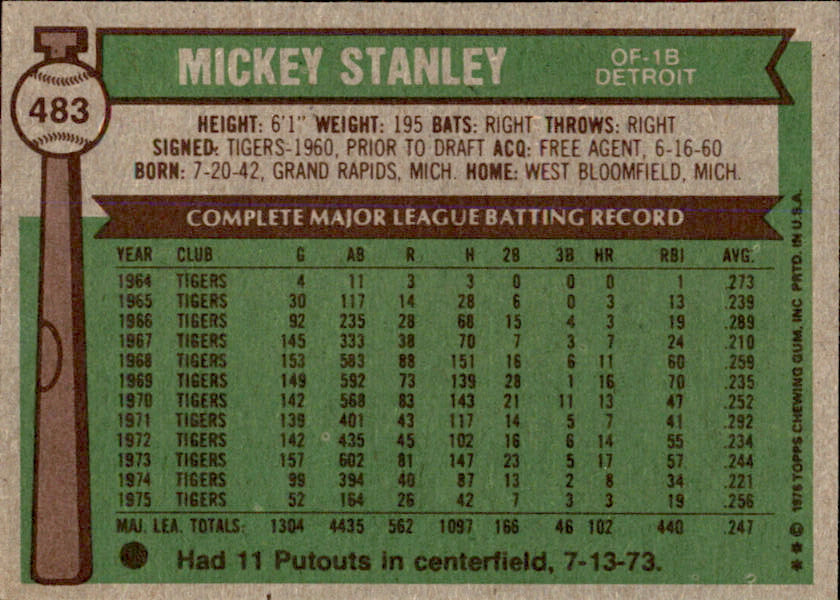 483
MICKEY STANLEY
OF-1B
DETROIT
HEIGHT: 6'1" WEIGHT: 195 BATS: RIGHT THROWS: RIGHT
SIGNED: TIGERS-1960, PRIOR TO DRAFT ACQ: FREE AGENT, 6-16-60
BORN: 7-20-42, GRAND RAPIDS, MICH. HOME: WEST BLOOMFIELD, MICH.
COMPLETE MAJOR LEAGUE BATTING RECORD
YEAR CLUB G AB R H 2B 3B HR RBI AVG.
1964 TIGERS 4 11 3 3 0 0 0 1 .273
1965 TIGERS 30 117 14 28 6 0 3 13 .239
1966 TIGERS 92 235 28 68 15 4 3 19 .289
1967 TIGERS 145 333 38 70 7 3 7 24 .210
1968 TIGERS 153 583 88 151 16 6 11 60 .259
1969 TIGERS 149 592 73 139 28 1 16 70 .235
1970 TIGERS 142 568 83 143 21 11 13 47 .252
1971 TIGERS 139 401 43 117 14 5 7 41 .292
1972 TIGERS 142 435 45 102 16 6 14 55 .234
1973 TIGERS 157 602 81 147 23 5 17 57 .244
1974 TIGERS 99 394 40 87 13 2 8 34 .221
1975 TIGERS 52 164 26 42 7 3 3 19 .256
MAJ. LEA. TOTALS: 1304 4435 562 1097 166 46 102 440 .247
Had 11 Putouts in centerfield, 7-13-73.
**© 1976 TOPPS CHEWING GUM, INC PRTD. IN U.S.A.